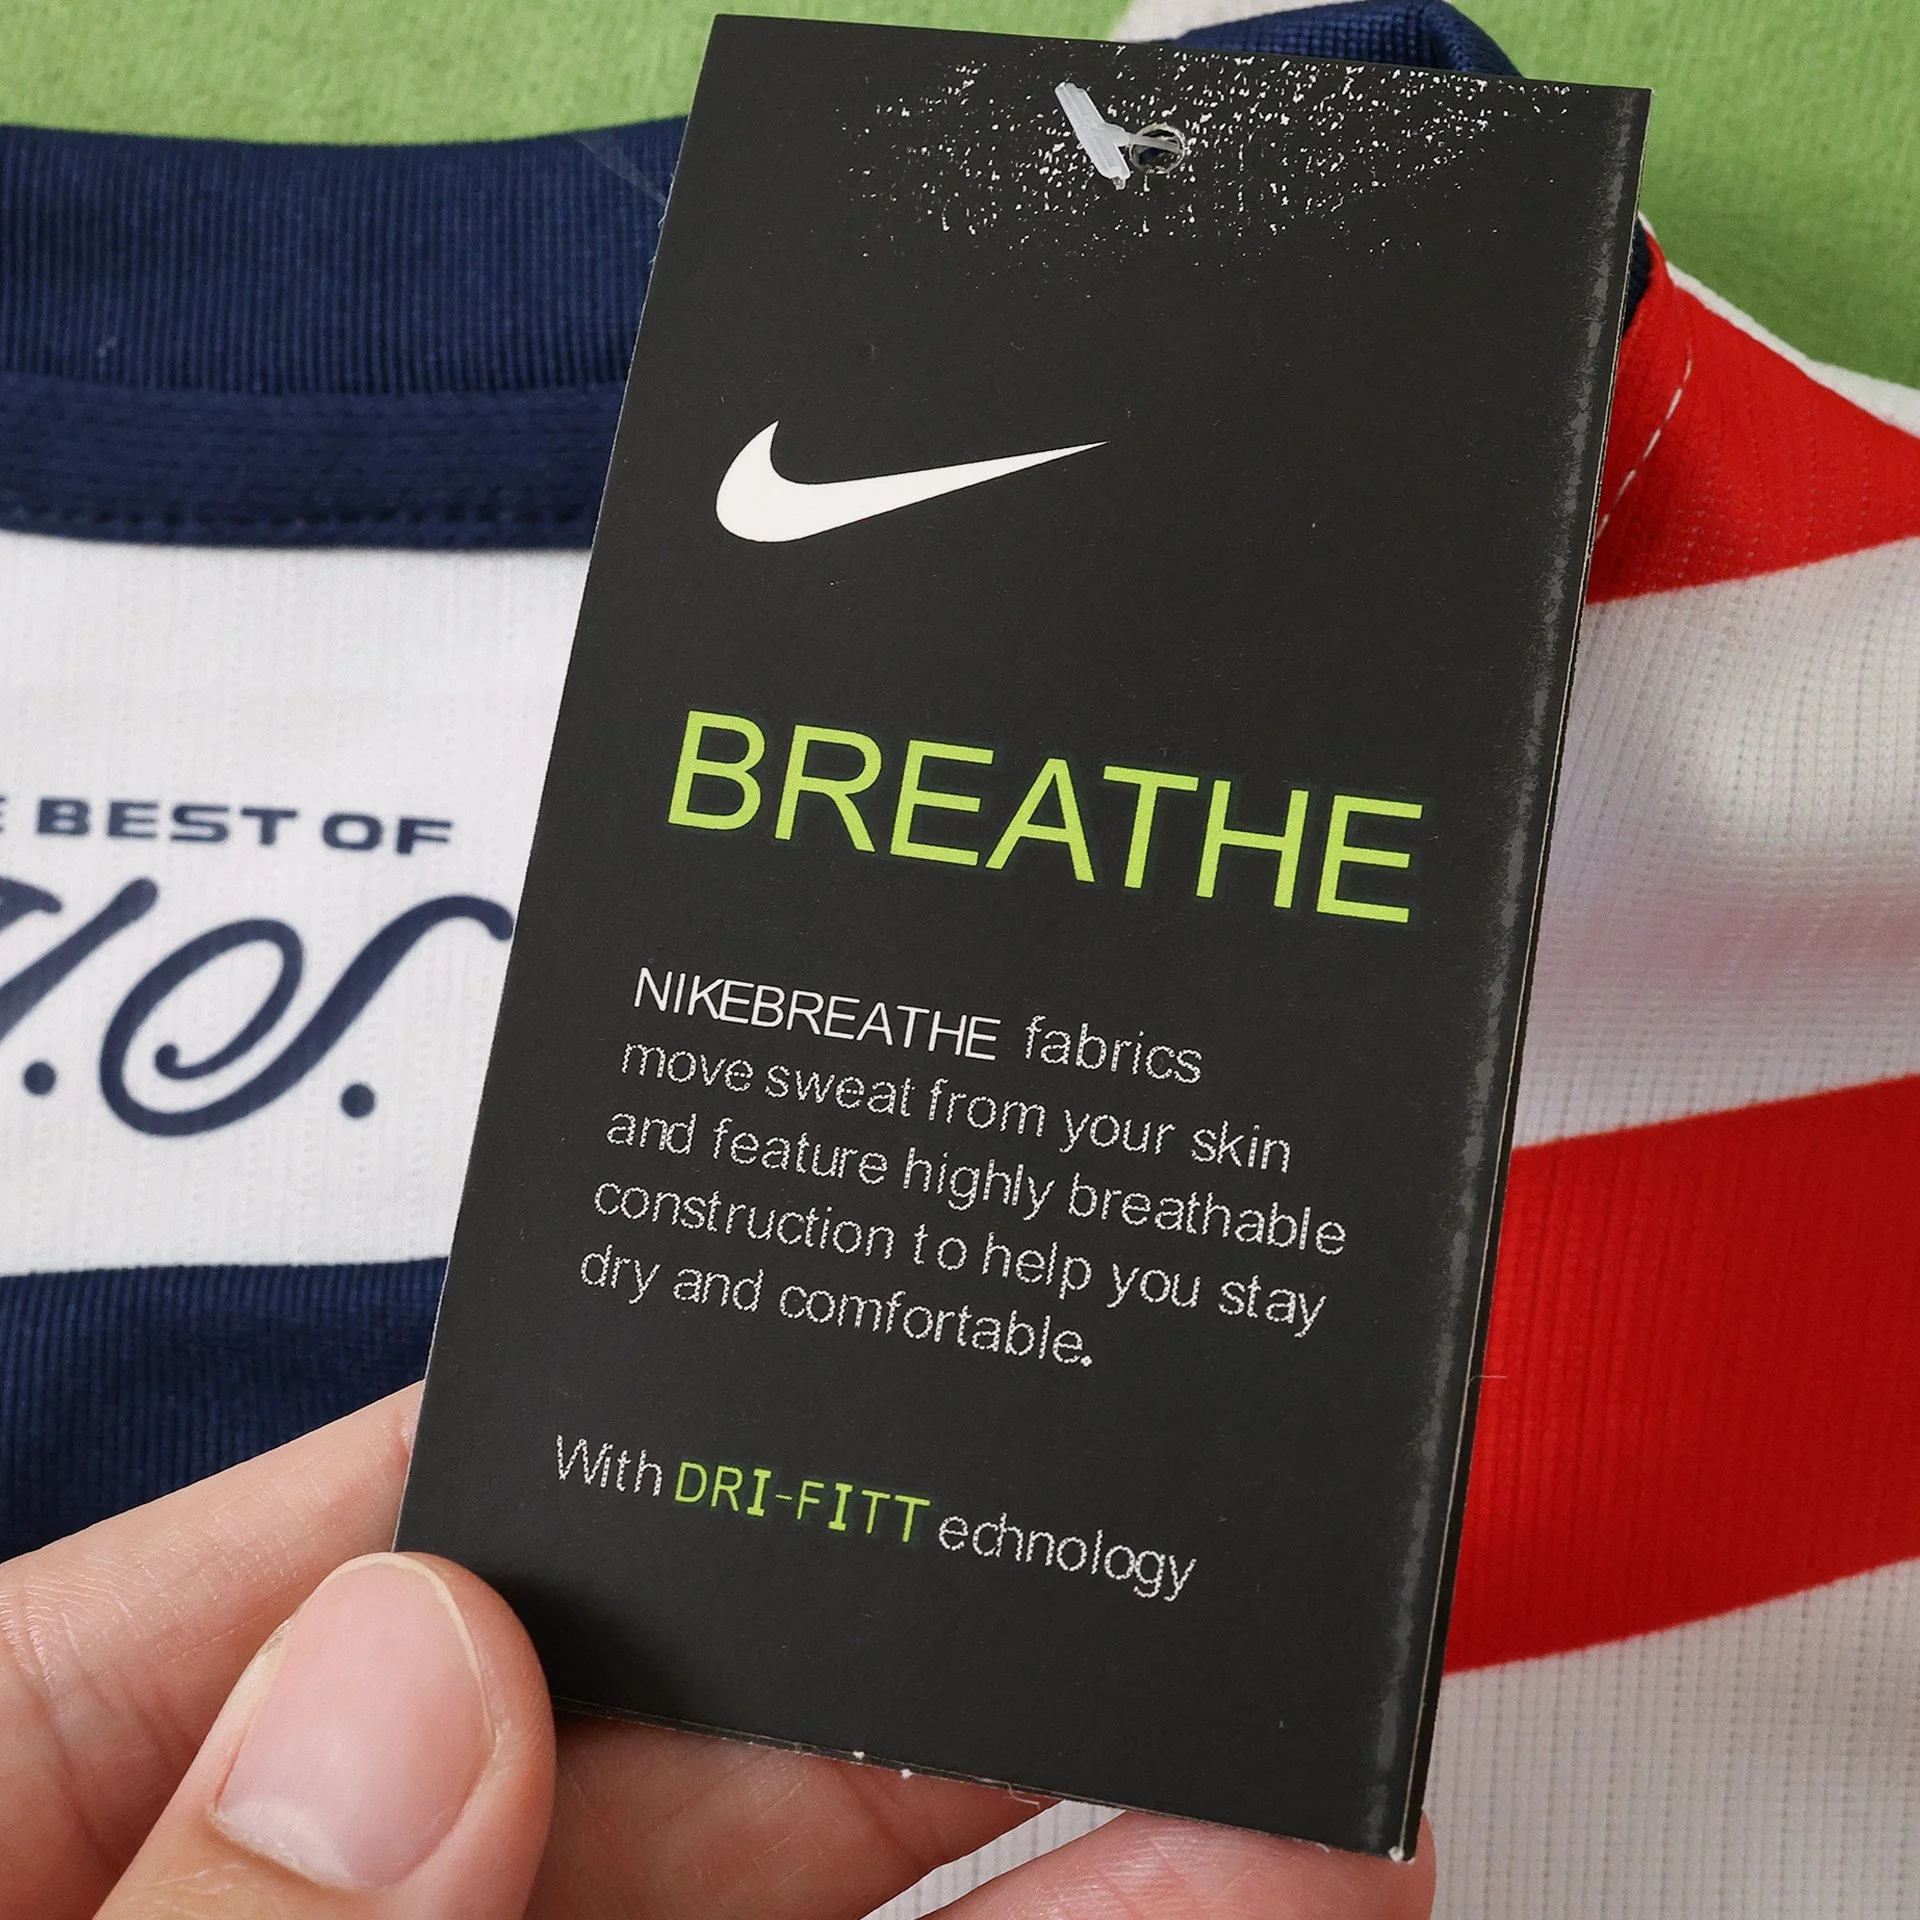 BREATHE
NIKEBREATHE fabrics
move sweat from your skin
and feature highly breathable
construction to help you stay
dry and comfortable.
With DRI-FITT echnology
BEST OF
.S.